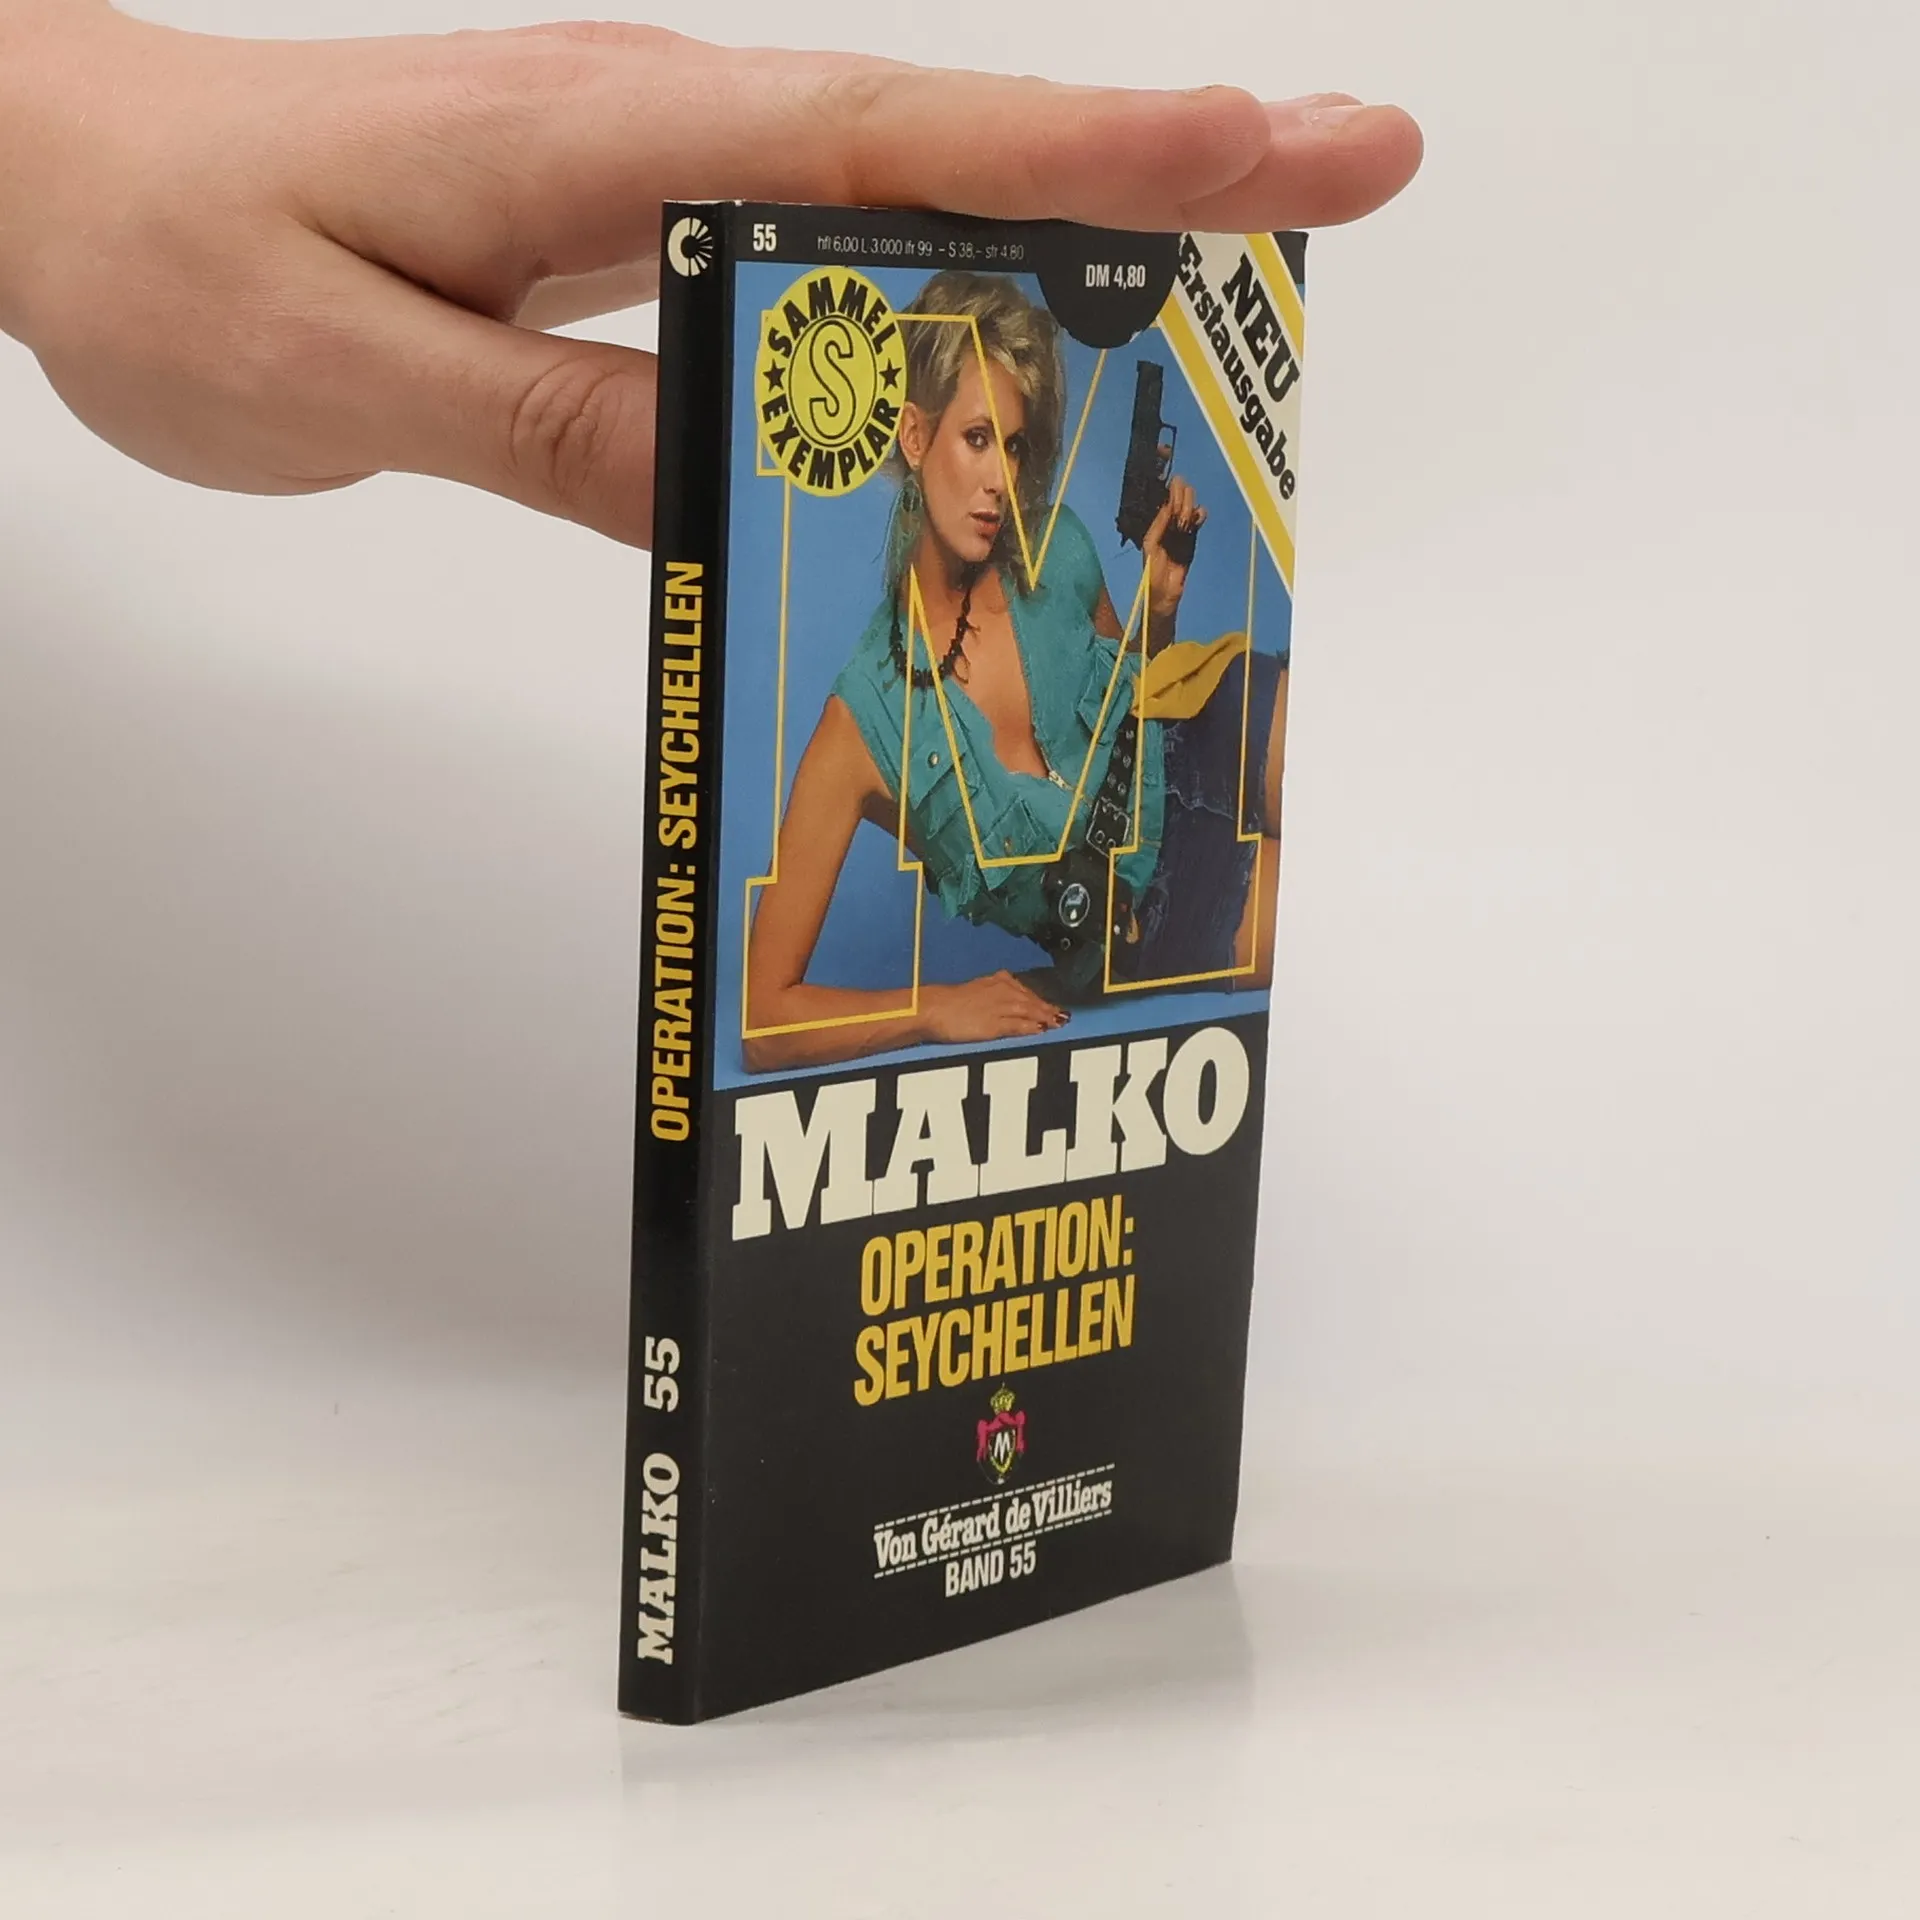 OPERATION: SEYCHELLEN
55
MALKO
55
hfl 6,00 L 3.000 lfr 99 – S 38,– sfr 4.80
DM 4,80
NEU
Erstausgabe
SAMMEL
S
EXEMPLAR
M
MALKO
OPERATION:
SEYCHELLEN
M
Von Gérard de Villiers
BAND 55